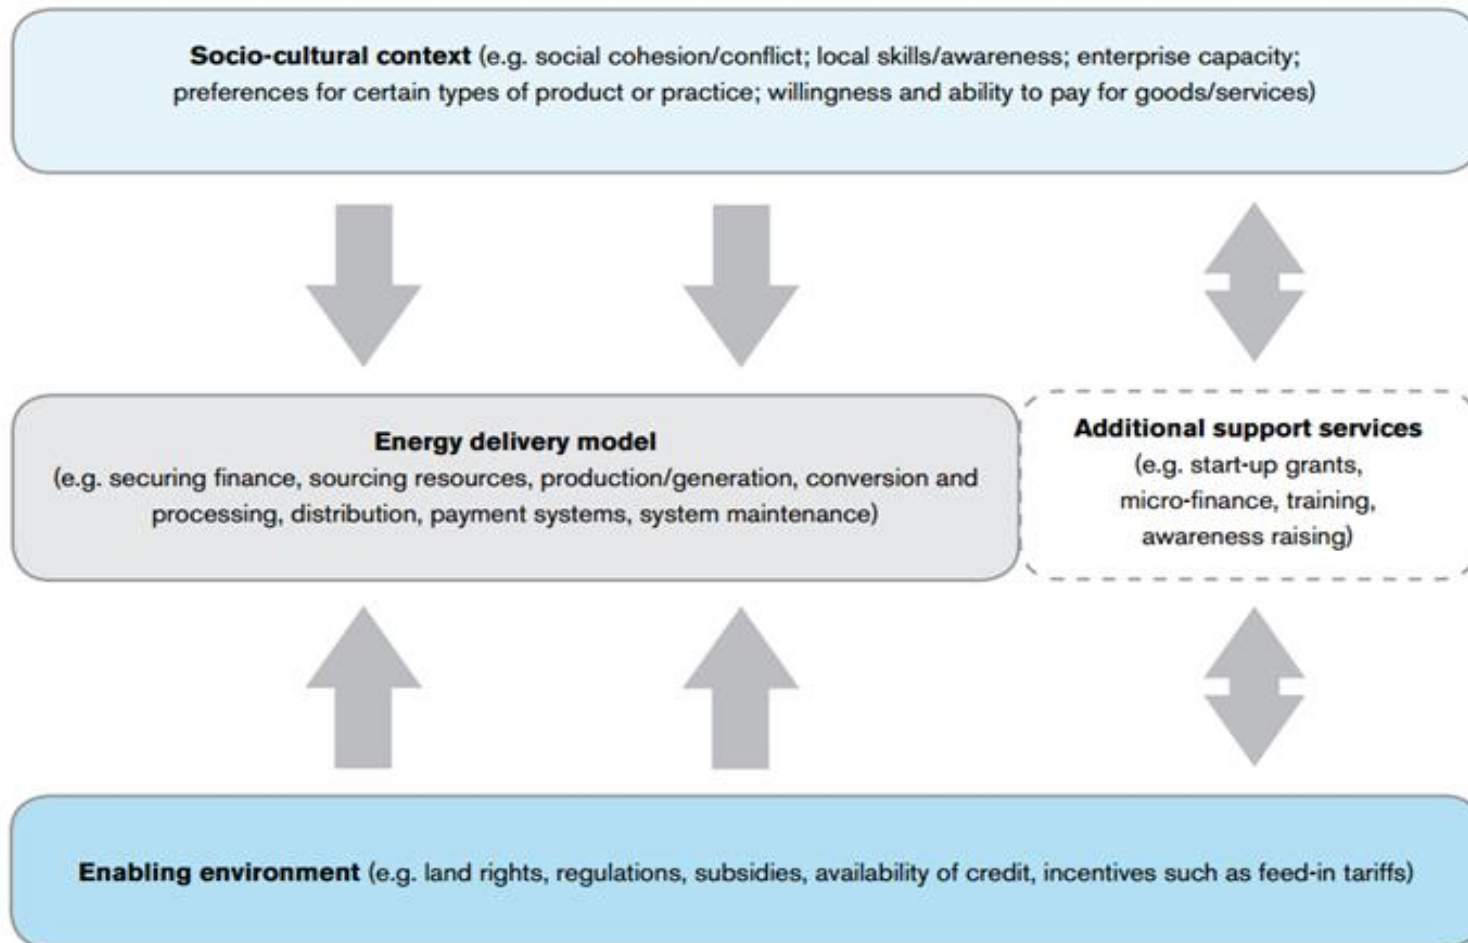 Socio-cultural context (e.g. social cohesion/conflict; local skills/awareness; enterprise capacity;
preferences for certain types of product or practice; willingness and ability to pay for goods/services)
Energy delivery model
(e.g. securing finance, sourcing resources, production/generation, conversion and
processing, distribution, payment systems, system maintenance)
Additional support services
(e.g. start-up grants,
micro-finance, training,
awareness raising)
Enabling environment (e.g. land rights, regulations, subsidies, availability of credit, incentives such as feed-in tariffs)